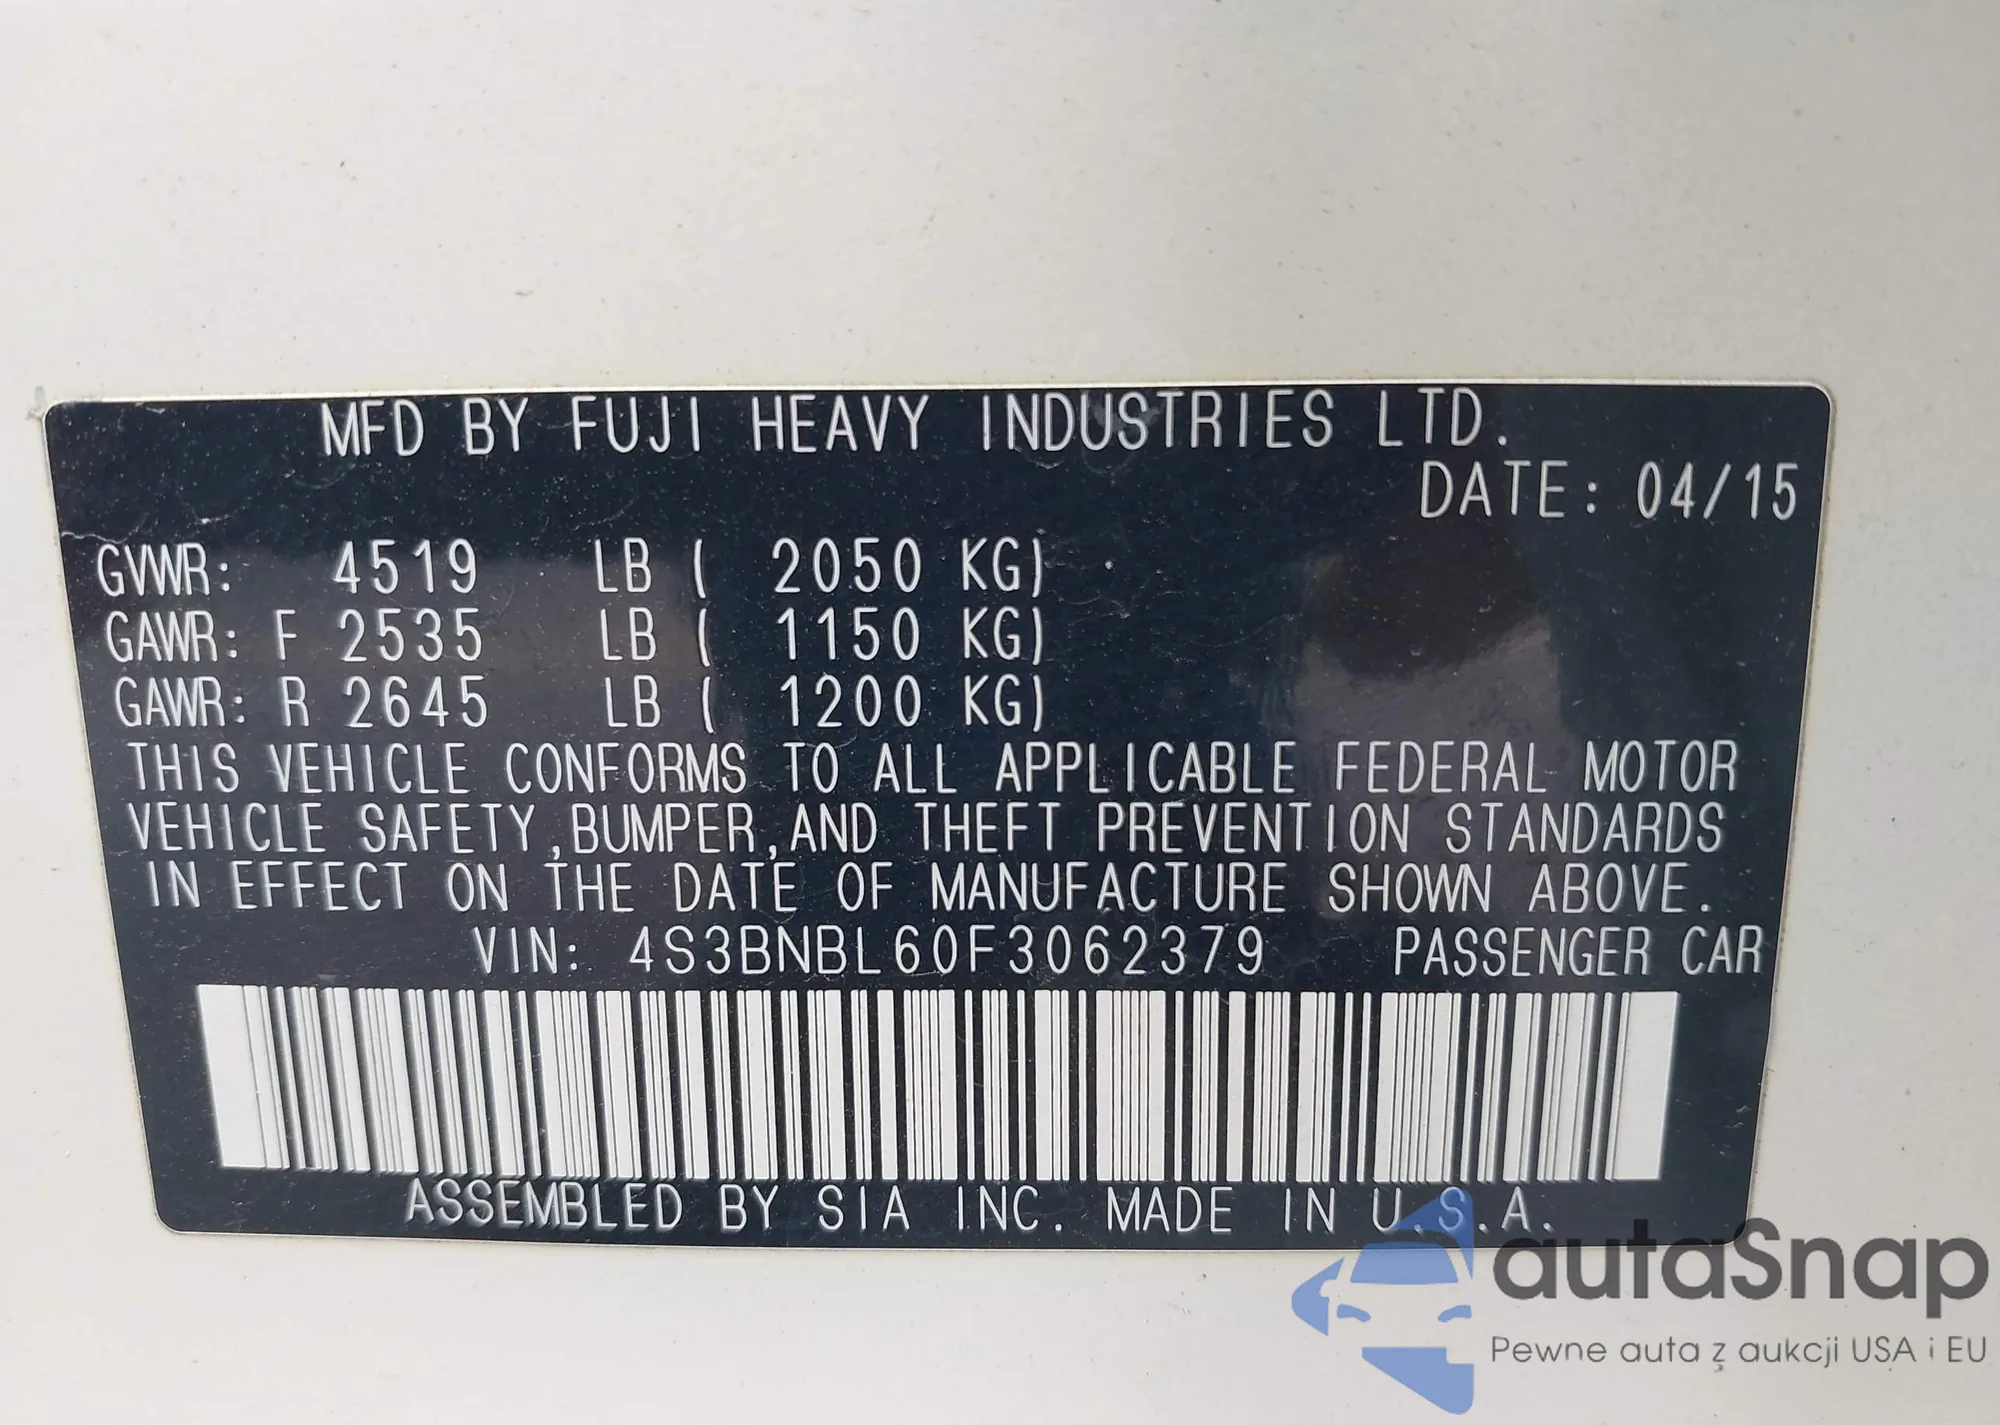 MFD BY FUJI HEAVY INDUSTRIES LTD.
DATE: 04/15
GVWR: 4519 LB ( 2050 KG)
GAWR: F 2535 LB ( 1150 KG)
GAWR: R 2645 LB ( 1200 KG)
THIS VEHICLE CONFORMS TO ALL APPLICABLE FEDERAL MOTOR
VEHICLE SAFETY,BUMPER,AND THEFT PREVENTION STANDARDS
IN EFFECT ON THE DATE OF MANUFACTURE SHOWN ABOVE.
VIN: 4S3BNBL60F3062379 PASSENGER CAR
ASSEMBLED BY SIA INC. MADE IN U.S.A.
autaSnap
Pewne auta z aukcji USA i EU